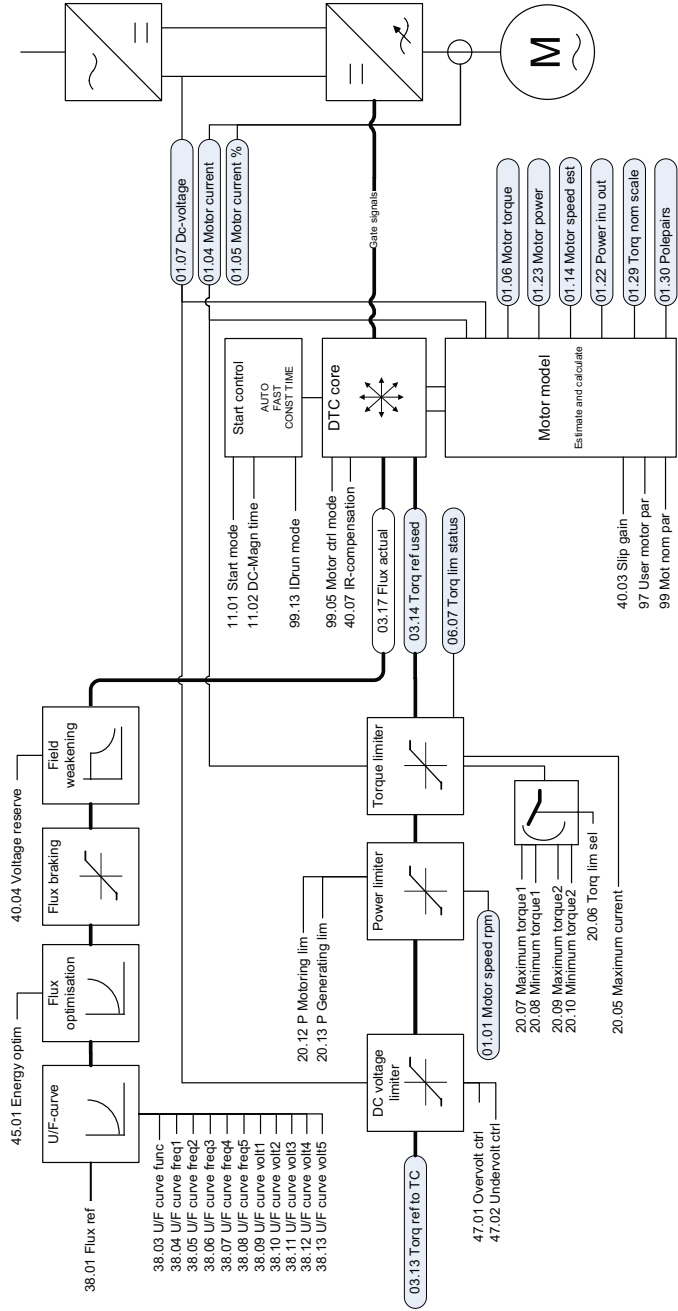 38.01 Flux ref
U/F-curve
38.03 U/F curve func
38.04 U/F curve freq1
38.05 U/F curve freq2
38.06 U/F curve freq3
38.07 U/F curve freq4
38.08 U/F curve freq5
38.09 U/F curve volt1
38.10 U/F curve volt2
38.11 U/F curve volt3
38.12 U/F curve volt4
38.13 U/F curve volt5
45.01 Energy optim
Flux
optimisation
Flux braking
40.04 Voltage reserve
Field
weakening
03.13 Torq ref to TC
DC voltage
limiter
47.01 Overvolt ctrl
47.02 Undervolt ctrl
20.12 P Motoring lim
20.13 P Generating lim
Power limiter
01.01 Motor speed rpm
Torque limiter
20.07 Maximum torque1
20.08 Minimum torque1
20.09 Maximum torque2
20.10 Minimum torque2
20.06 Torq lim sel
20.05 Maximum current
03.17 Flux actual
03.14 Torq ref used
06.07 Torq lim status
11.01 Start mode
11.02 DC-Magn time
99.13 IDrun mode
Start control
AUTO
FAST
CONST TIME
99.05 Motor ctrl mode
40.07 IR-compensation
DTC core
40.03 Slip gain
97 User motor par
99 Mot nom par
Motor model
Estimate and calculate
01.07 Dc-voltage
01.04 Motor current
01.05 Motor current %
Gate signals
01.06 Motor torque
01.23 Motor power
01.14 Motor speed est
01.22 Power inu out
01.29 Torq nom scale
01.30 Polepairs
M